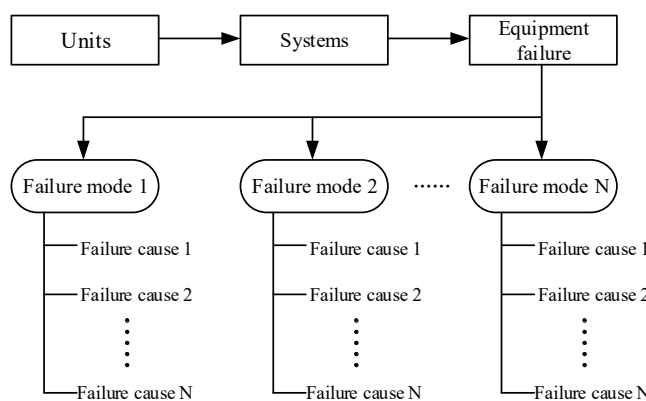 Units
Systems
Equipment
failure
Failure mode 1
Failure mode 2
......
Failure mode N
Failure cause 1
Failure cause 2
Failure cause N
Failure cause 1
Failure cause 2
Failure cause N
Failure cause 1
Failure cause 2
Failure cause N